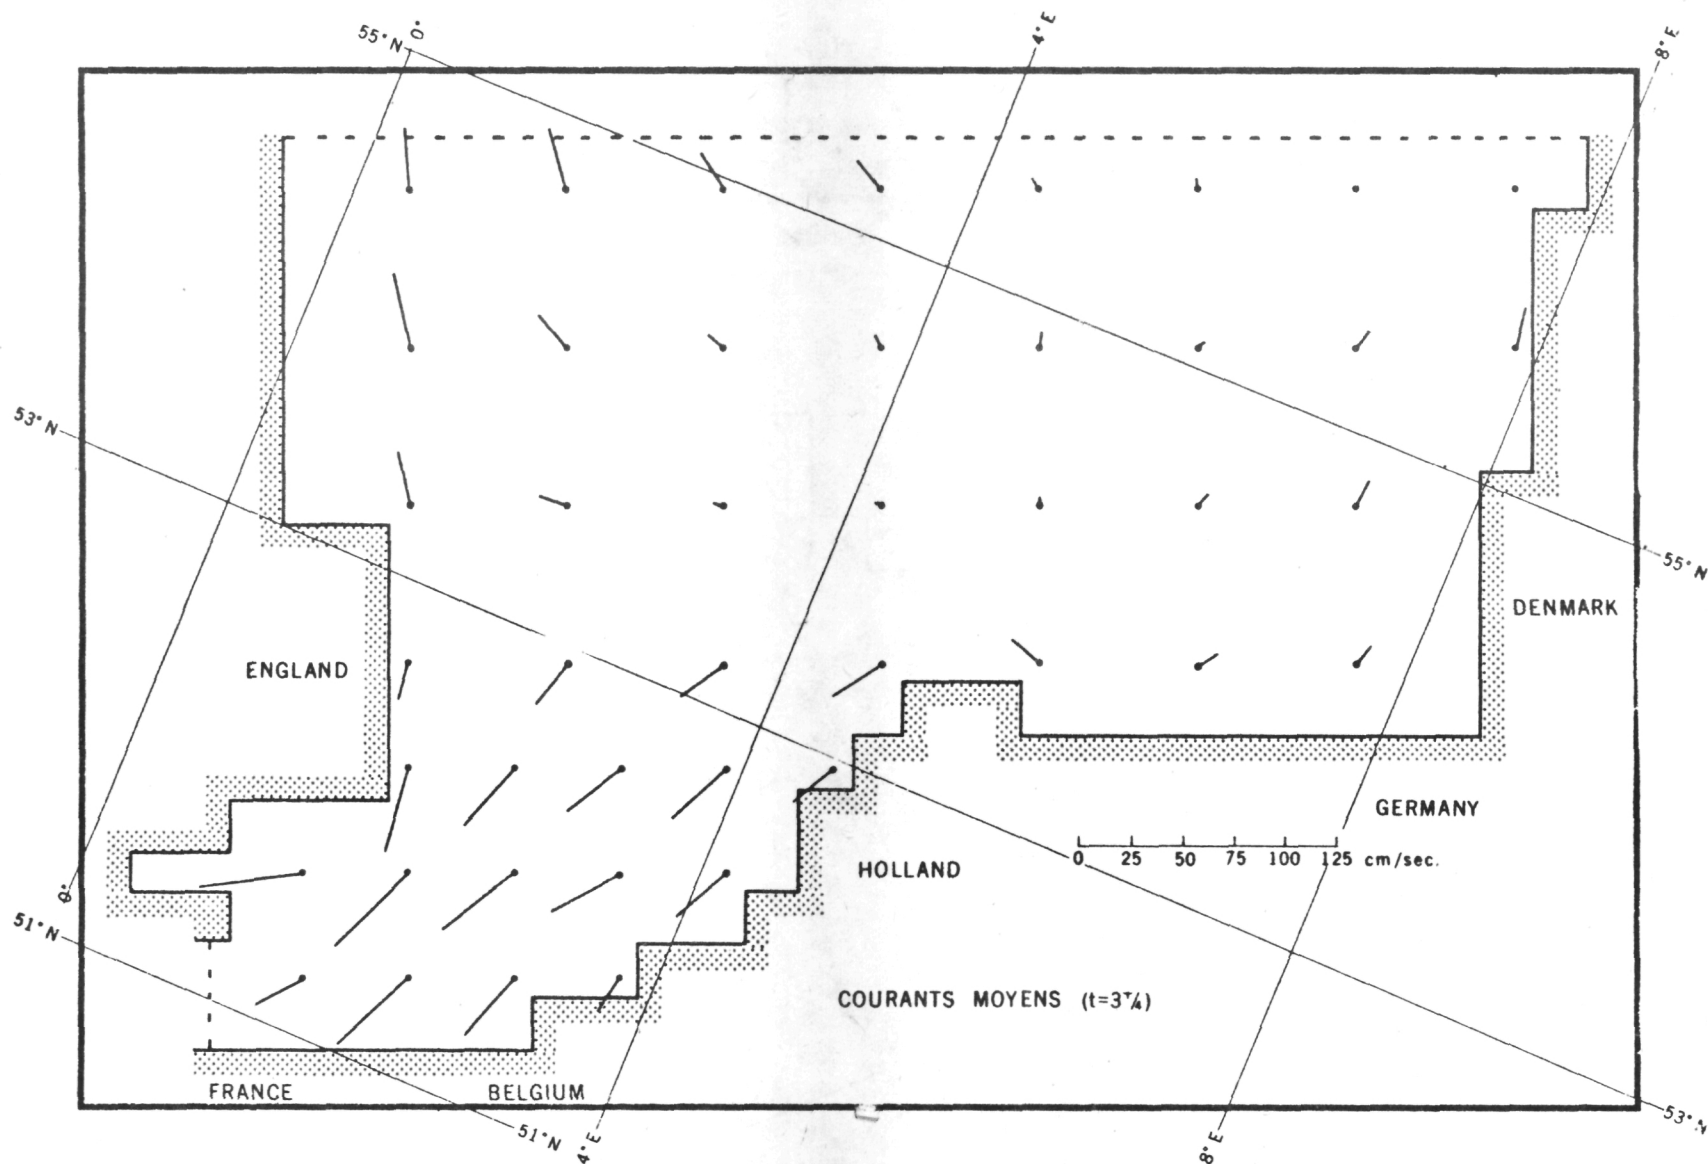 55°N 0° 4°E 8°E
53°N
55°N
DENMARK
ENGLAND
GERMANY
0 25 50 75 100 125 cm/sec.
HOLLAND
0°
51°N
COURANTS MOYENS (t=3T/4)
FRANCE BELGIUM
53°N
51°N 4°E 8°E